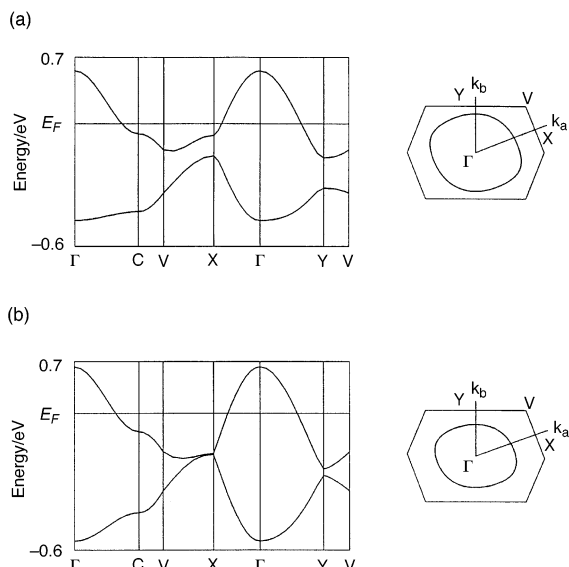 (a)
0.7
E_F
Energy/eV
–0.6
Γ C V X Γ Y V
k_b
Y V
k_a
X
Γ
(b)
0.7
E_F
Energy/eV
–0.6
Γ C V X Γ Y V
k_b
Y V
k_a
X
Γ